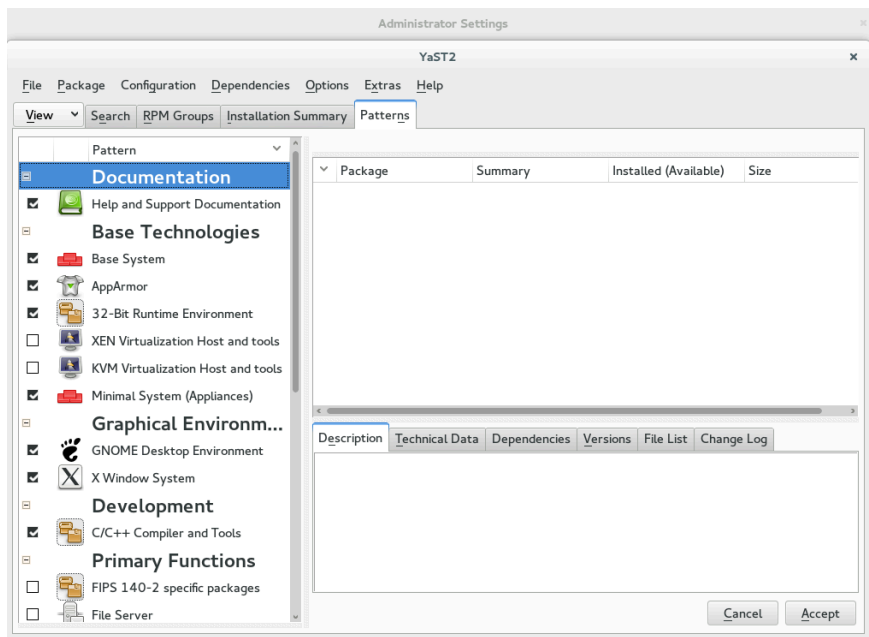 Administrator Settings
YaST2
File Package Configuration Dependencies Options Extras Help
View Search RPM Groups Installation Summary Patterns
Pattern
Documentation
Help and Support Documentation
Base Technologies
Base System
AppArmor
32-Bit Runtime Environment
XEN Virtualization Host and tools
KVM Virtualization Host and tools
Minimal System (Appliances)
Graphical Environm...
GNOME Desktop Environment
X Window System
Development
C/C++ Compiler and Tools
Primary Functions
FIPS 140-2 specific packages
File Server
Package Summary Installed (Available) Size
Description Technical Data Dependencies Versions File List Change Log
Cancel Accept